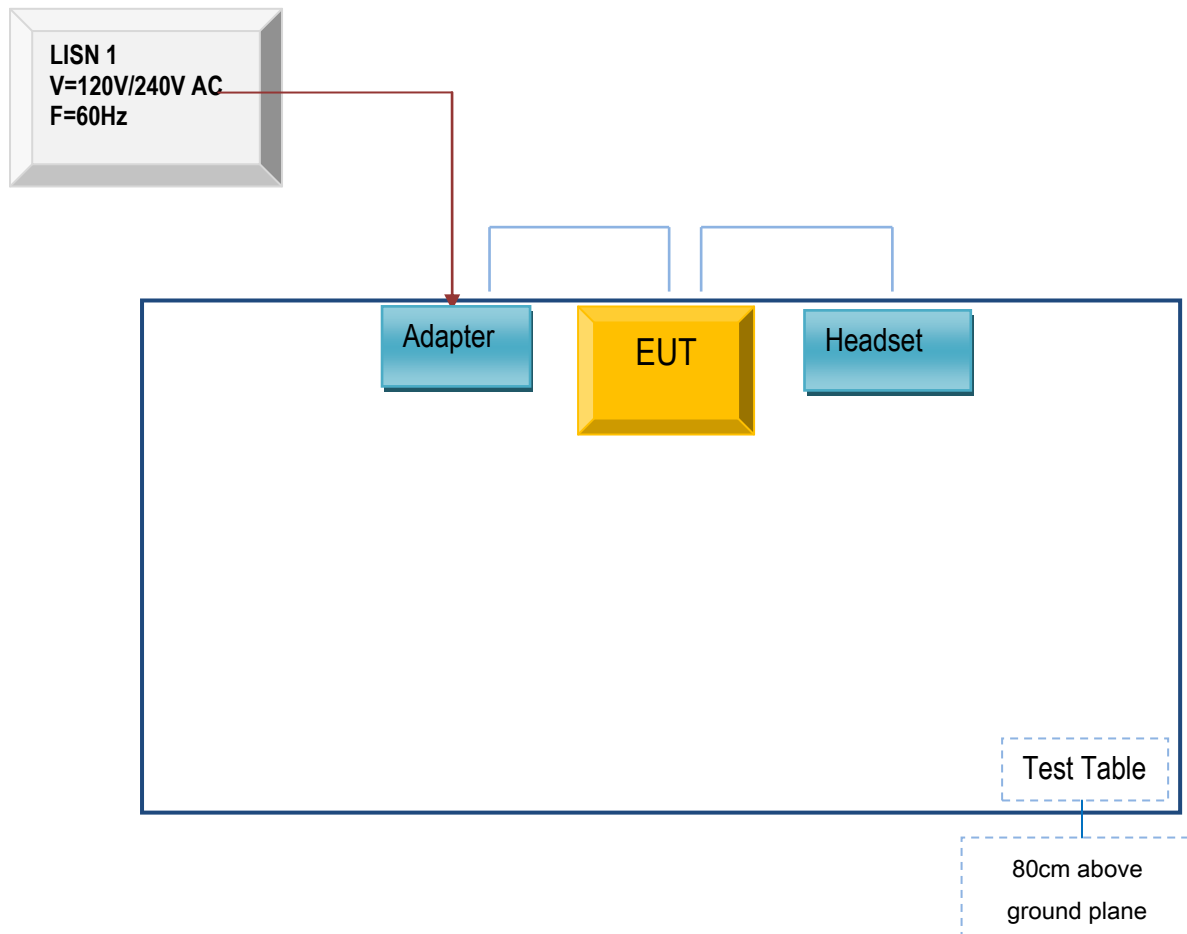 LISN 1
V=120V/240V AC
F=60Hz
Adapter
EUT
Headset
Test Table
80cm above
ground plane